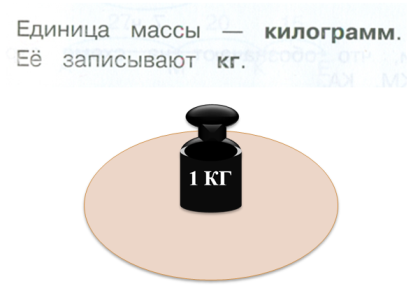 Единица массы — килограмм.
Её записывают кг.
1 КГ